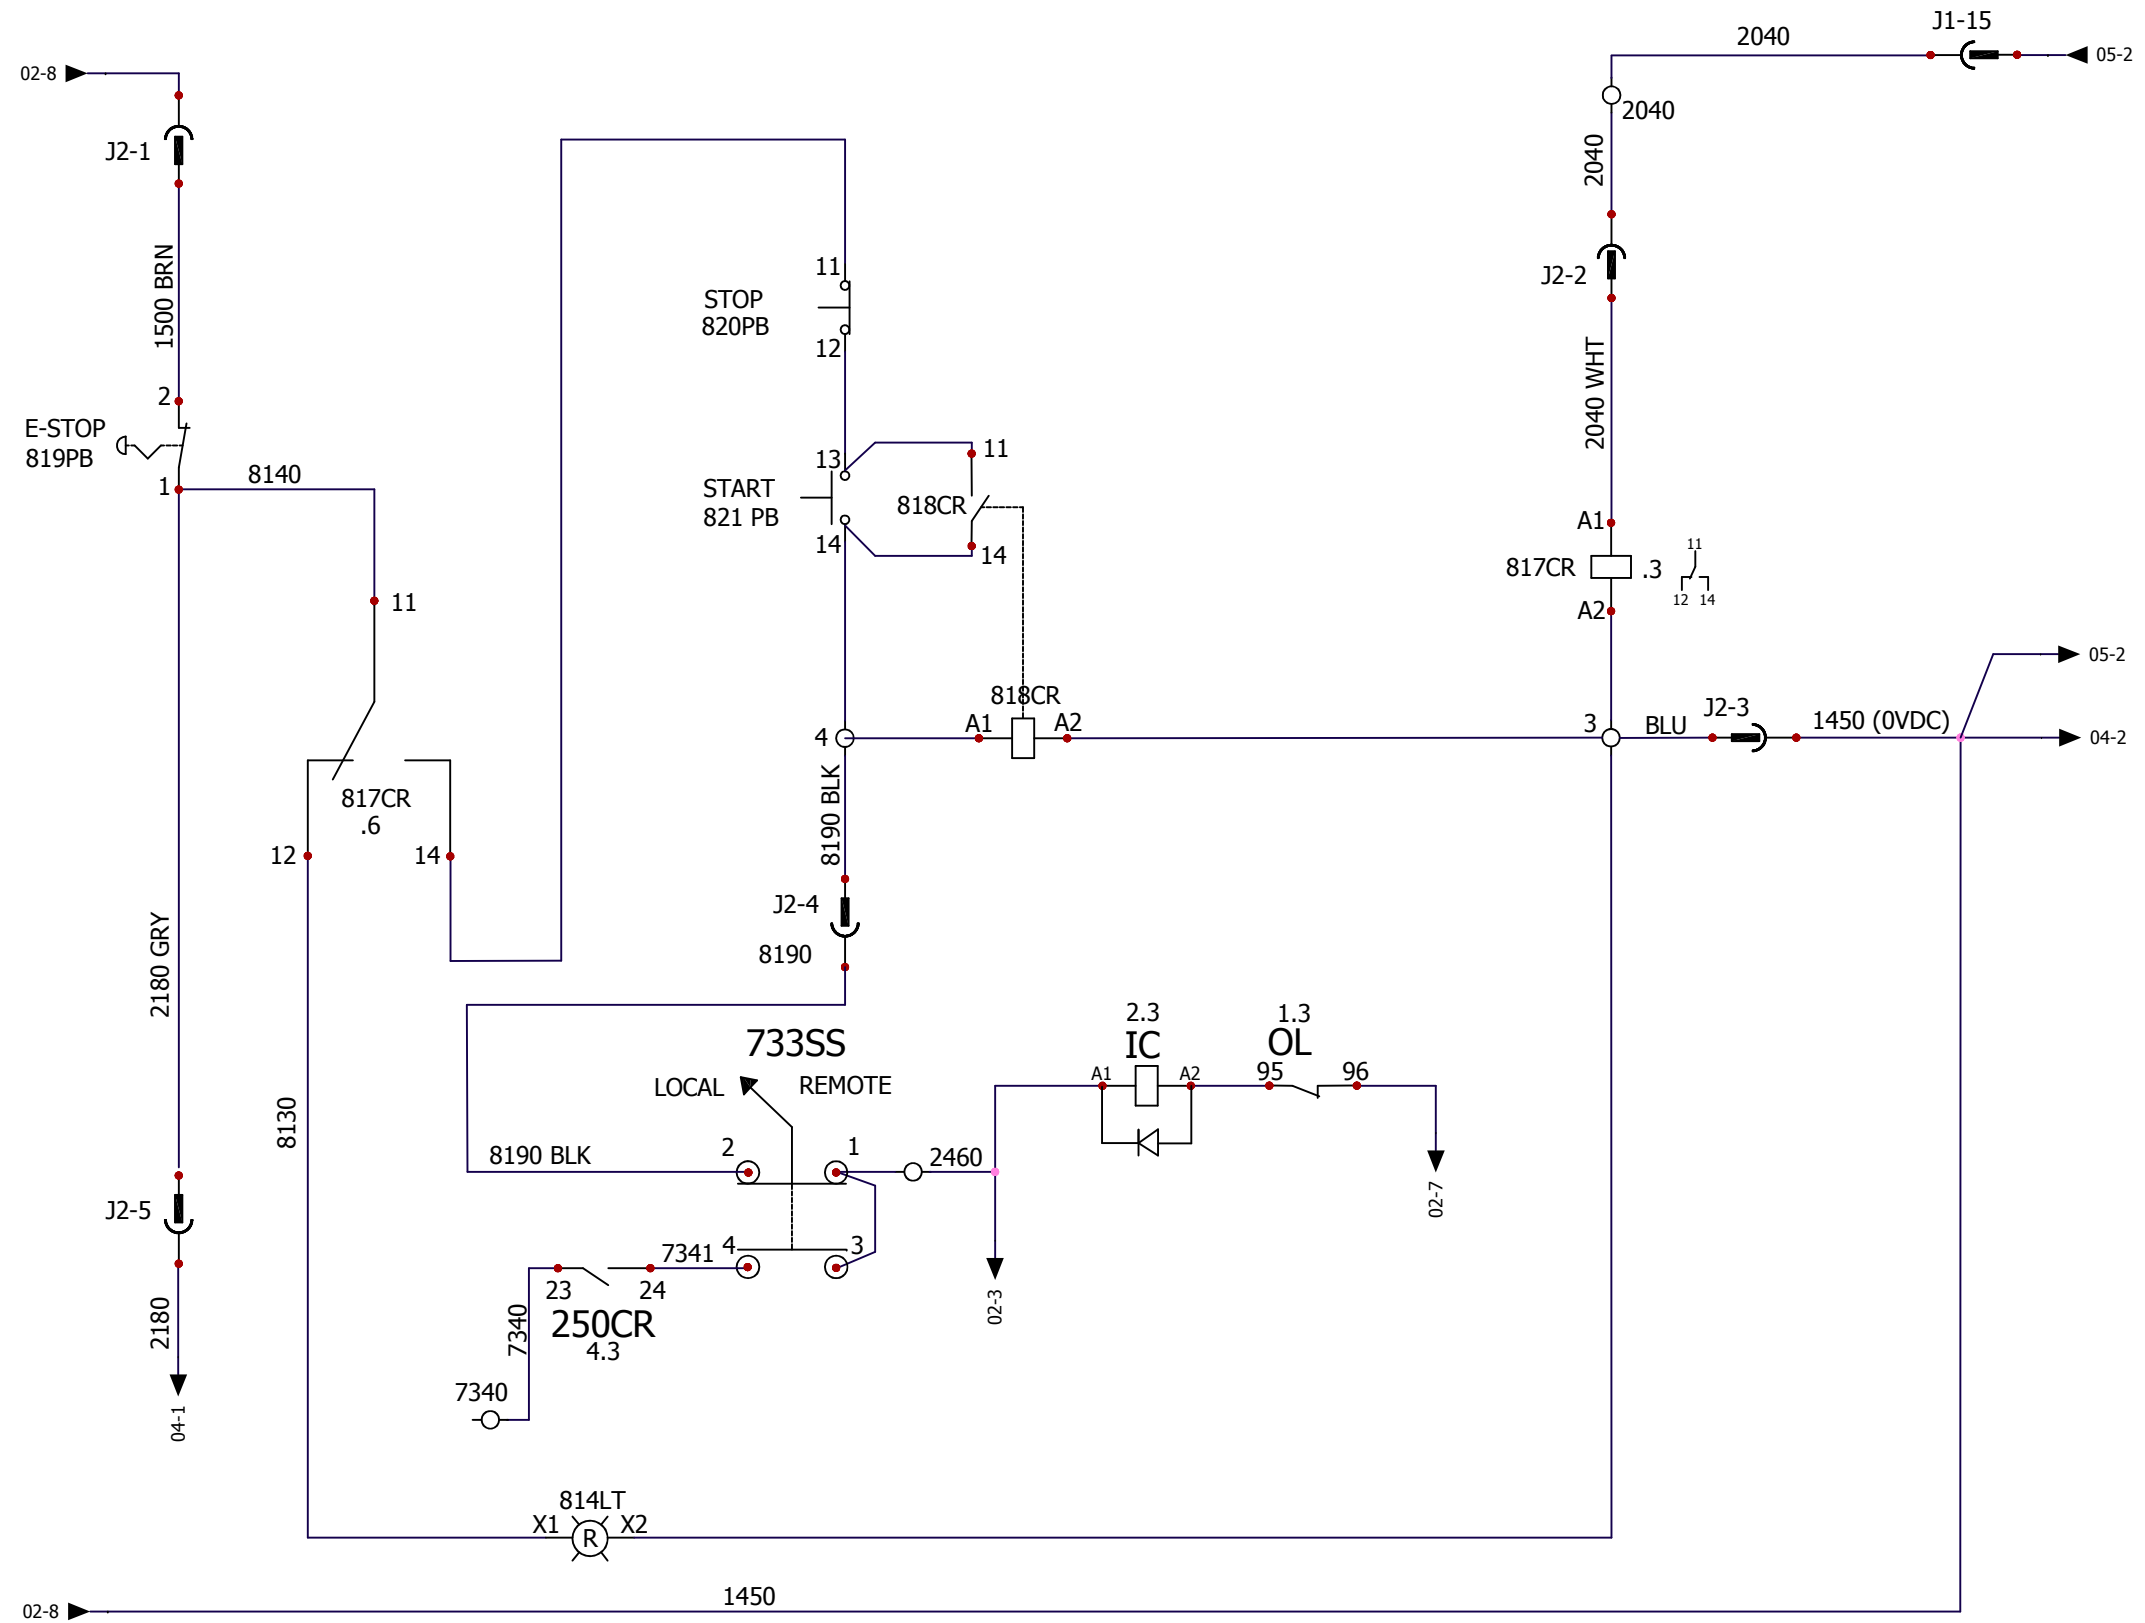 J1-15
2040
05-2
02-8
2040
J2-1
2040
11
J2-2
STOP
820PB
1500 BRN
12
2040 WHT
2
E-STOP
819PB
13
11
1
8140
START
821 PB
818CR
14
14
A1
11
817CR
.3
12 14
A2
11
05-2
818CR
J2-3
4
A1
A2
3
BLU
1450 (0VDC)
04-2
817CR
.6
8190 BLK
12
14
J2-4
2180 GRY
8190
2.3
1.3
733SS
IC
OL
LOCAL
REMOTE
A1
A2
95
96
8130
8190 BLK
2
1
2460
J2-5
02-7
7341
4
3
23
24
2180
7340
250CR
4.3
02-3
7340
04-1
814LT
X1
R
X2
1450
02-8